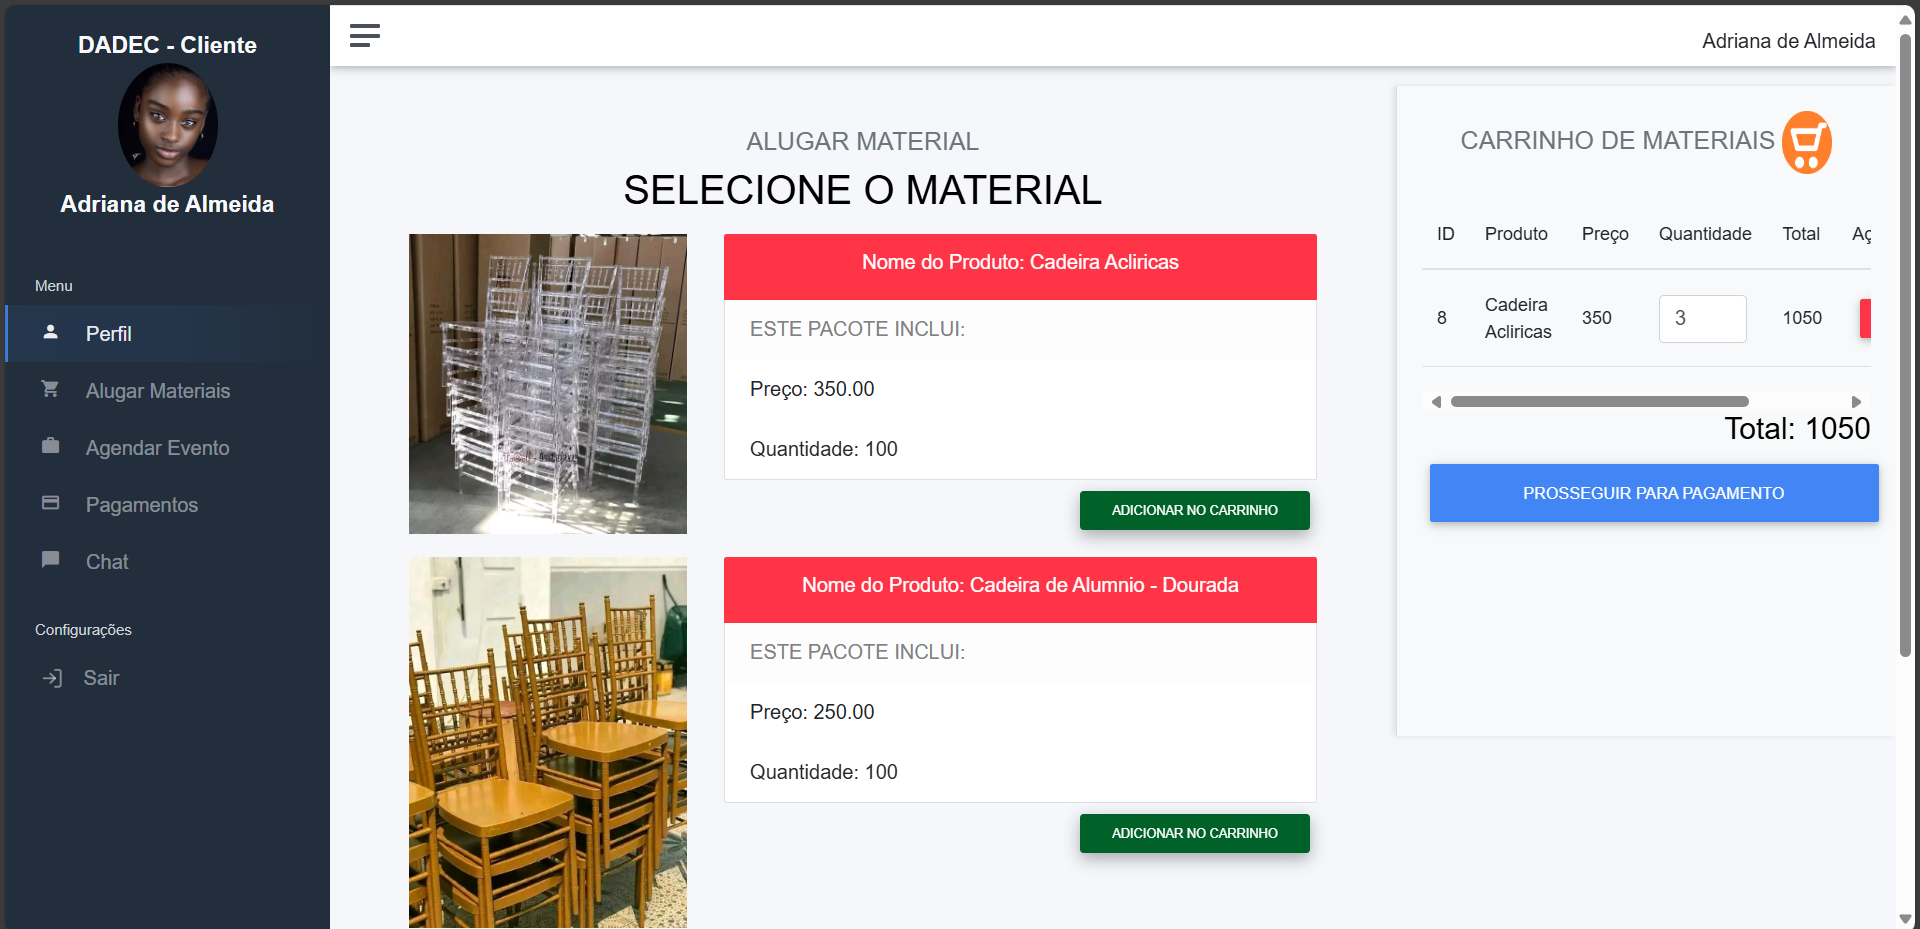 DADEC - Cliente
Adriana de Almeida
Menu
Perfil
Alugar Materiais
Agendar Evento
Pagamentos
Chat
Configurações
Sair
Adriana de Almeida
ALUGAR MATERIAL
SELECIONE O MATERIAL
Nome do Produto: Cadeira Acliricas
ESTE PACOTE INCLUI:
Preço: 350.00
Quantidade: 100
ADICIONAR NO CARRINHO
Nome do Produto: Cadeira de Alumnio - Dourada
ESTE PACOTE INCLUI:
Preço: 250.00
Quantidade: 100
ADICIONAR NO CARRINHO
CARRINHO DE MATERIAIS
ID Produto Preço Quantidade Total Aç
8 Cadeira Acliricas 350 3 1050
Total: 1050
PROSSEGUIR PARA PAGAMENTO